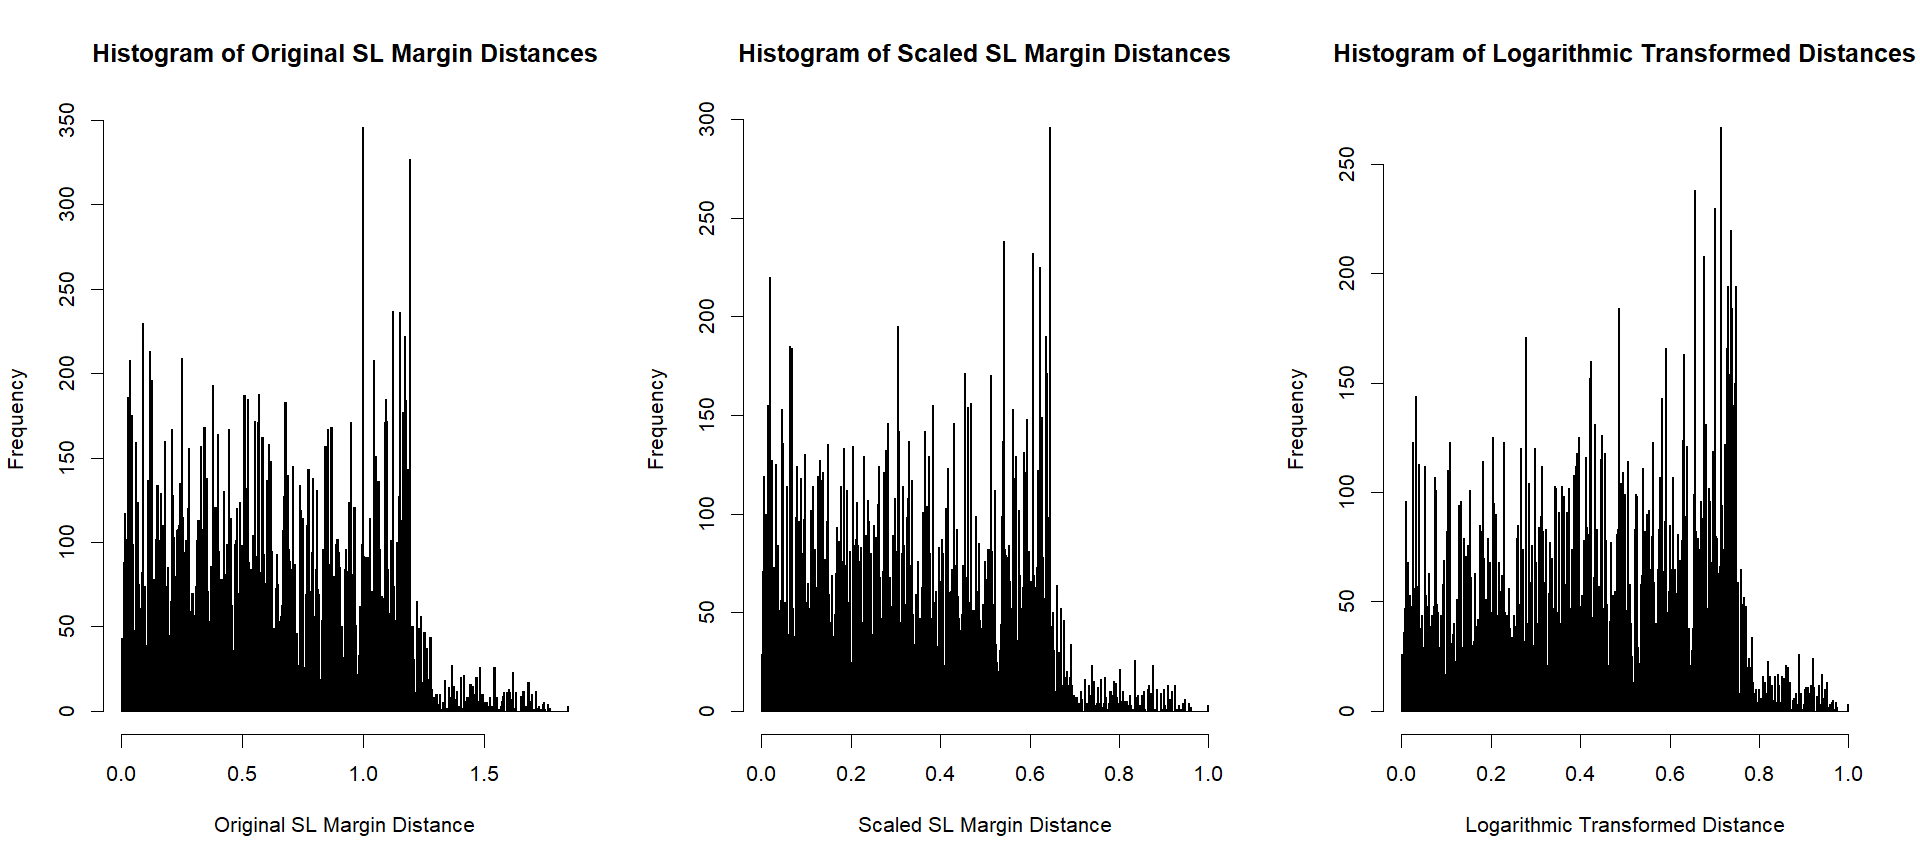 Histogram of Original SL Margin Distances
Frequency
350
300
250
200
150
100
50
0
0.0 0.5 1.0 1.5
Original SL Margin Distance
Histogram of Scaled SL Margin Distances
Frequency
300
250
200
150
100
50
0
0.0 0.2 0.4 0.6 0.8 1.0
Scaled SL Margin Distance
Histogram of Logarithmic Transformed Distances
Frequency
250
200
150
100
50
0
0.0 0.2 0.4 0.6 0.8 1.0
Logarithmic Transformed Distance